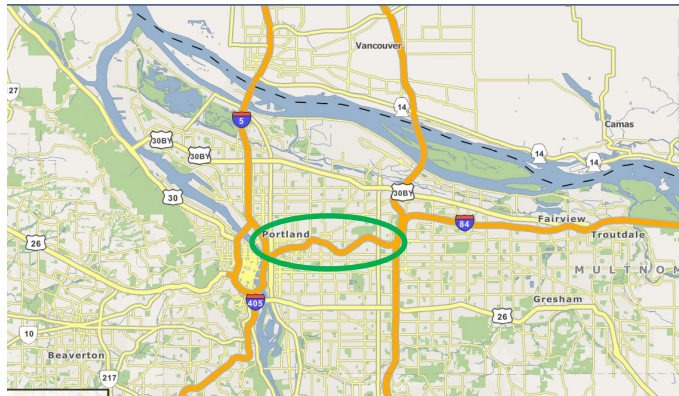 Vancouver
27
14
Camas
5
14
30BY
30BY
14
30
30BY
84
Fairview
Portland
Troutdale
26
MULTNOM
Gresham
405
26
10
Beaverton
217